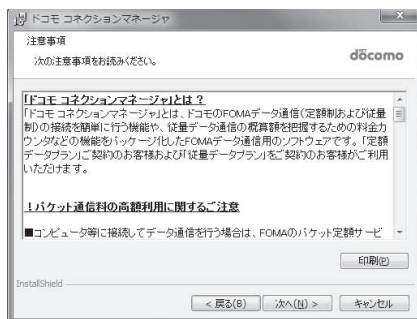 ドコモ コネクションマネージャ
注意事項
次の注意事項をお読みください。
döcomo
「ドコモ コネクションマネージャ」とは?
「ドコモ コネクションマネージャ」とは、ドコモのFOMAデータ通信(定額制および従量
制)の接続を簡単に行う機能や、従量データ通信の概算額を把握するための料金カ
ウンタなどの機能をパッケージ化したFOMAデータ通信用のソフトウェアです。「定額
データプラン」ご契約のお客様および「従量データプラン」をご契約のお客様がご利用
いただけます。
！パケット通信料の高額利用に関するご注意
■コンピュータ等に接続してデータ通信を行う場合は、FOMAのパケット定額サービ
印刷(P)
InstallShield
< 戻る(B)
次へ(N) >
キャンセル